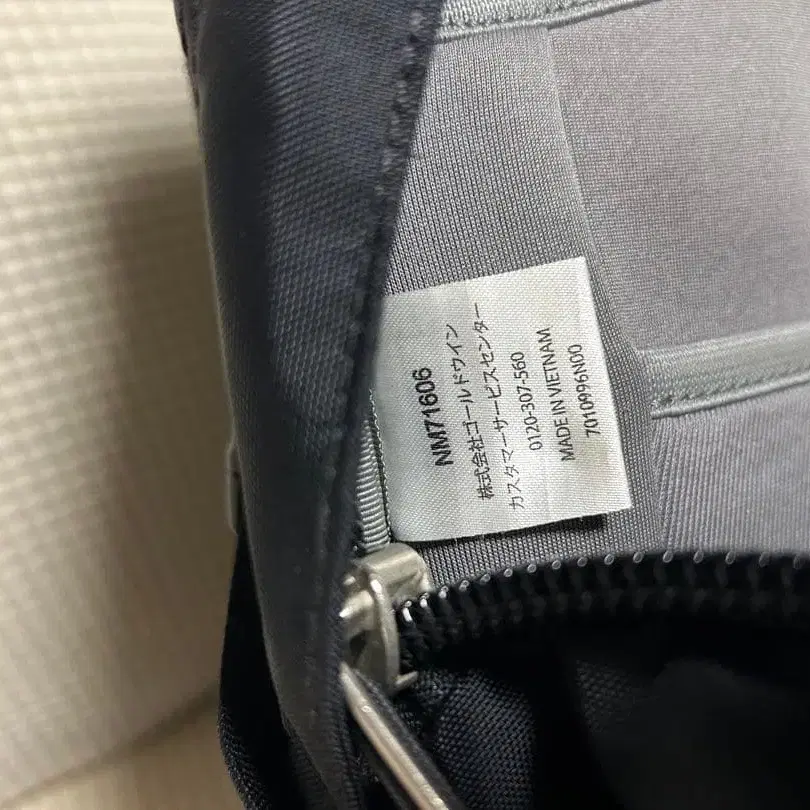 NM71606
株式会社ゴールドウイン
カスタマーサービスセンター
0120-307-560
MADE IN VIETNAM
7010996N00